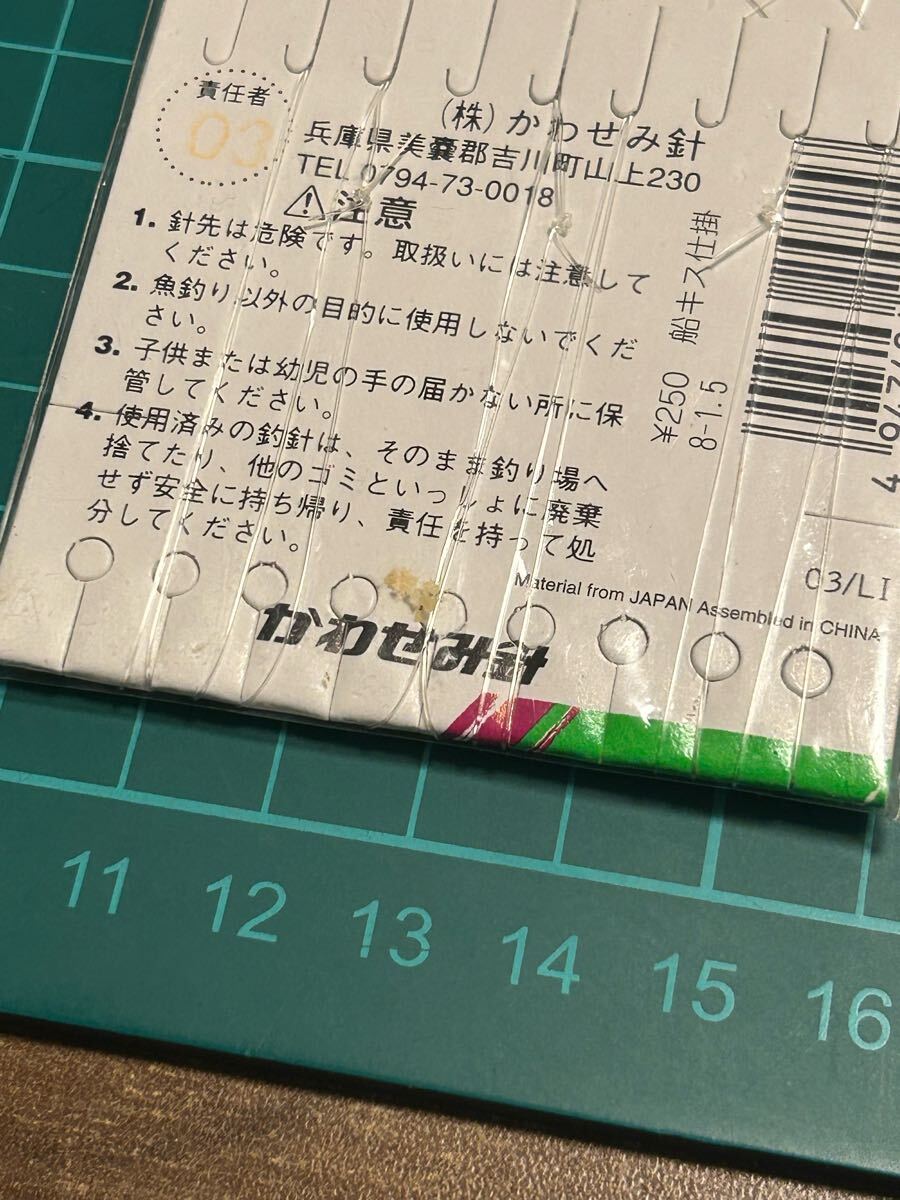 責任者
03
(株)かわせみ針
兵庫県美嚢郡吉川町山上230
TEL 0794-73-0018
注意
1. 針先は危険です。取扱いには注意して
ください。
2. 魚釣り以外の目的に使用しないでくだ
さい。
3. 子供または幼児の手の届かない所に保
管してください。
4. 使用済みの釣針は、そのまま釣り場へ
捨てたり、他のゴミといっしょに廃棄
せず安全に持ち帰り、責任を持って処
分してください。
船キス仕掛
¥250
8-1.5
03/LI
Material from JAPAN Assembled in CHINA
かわせみ針
11
12
13
14
15
16